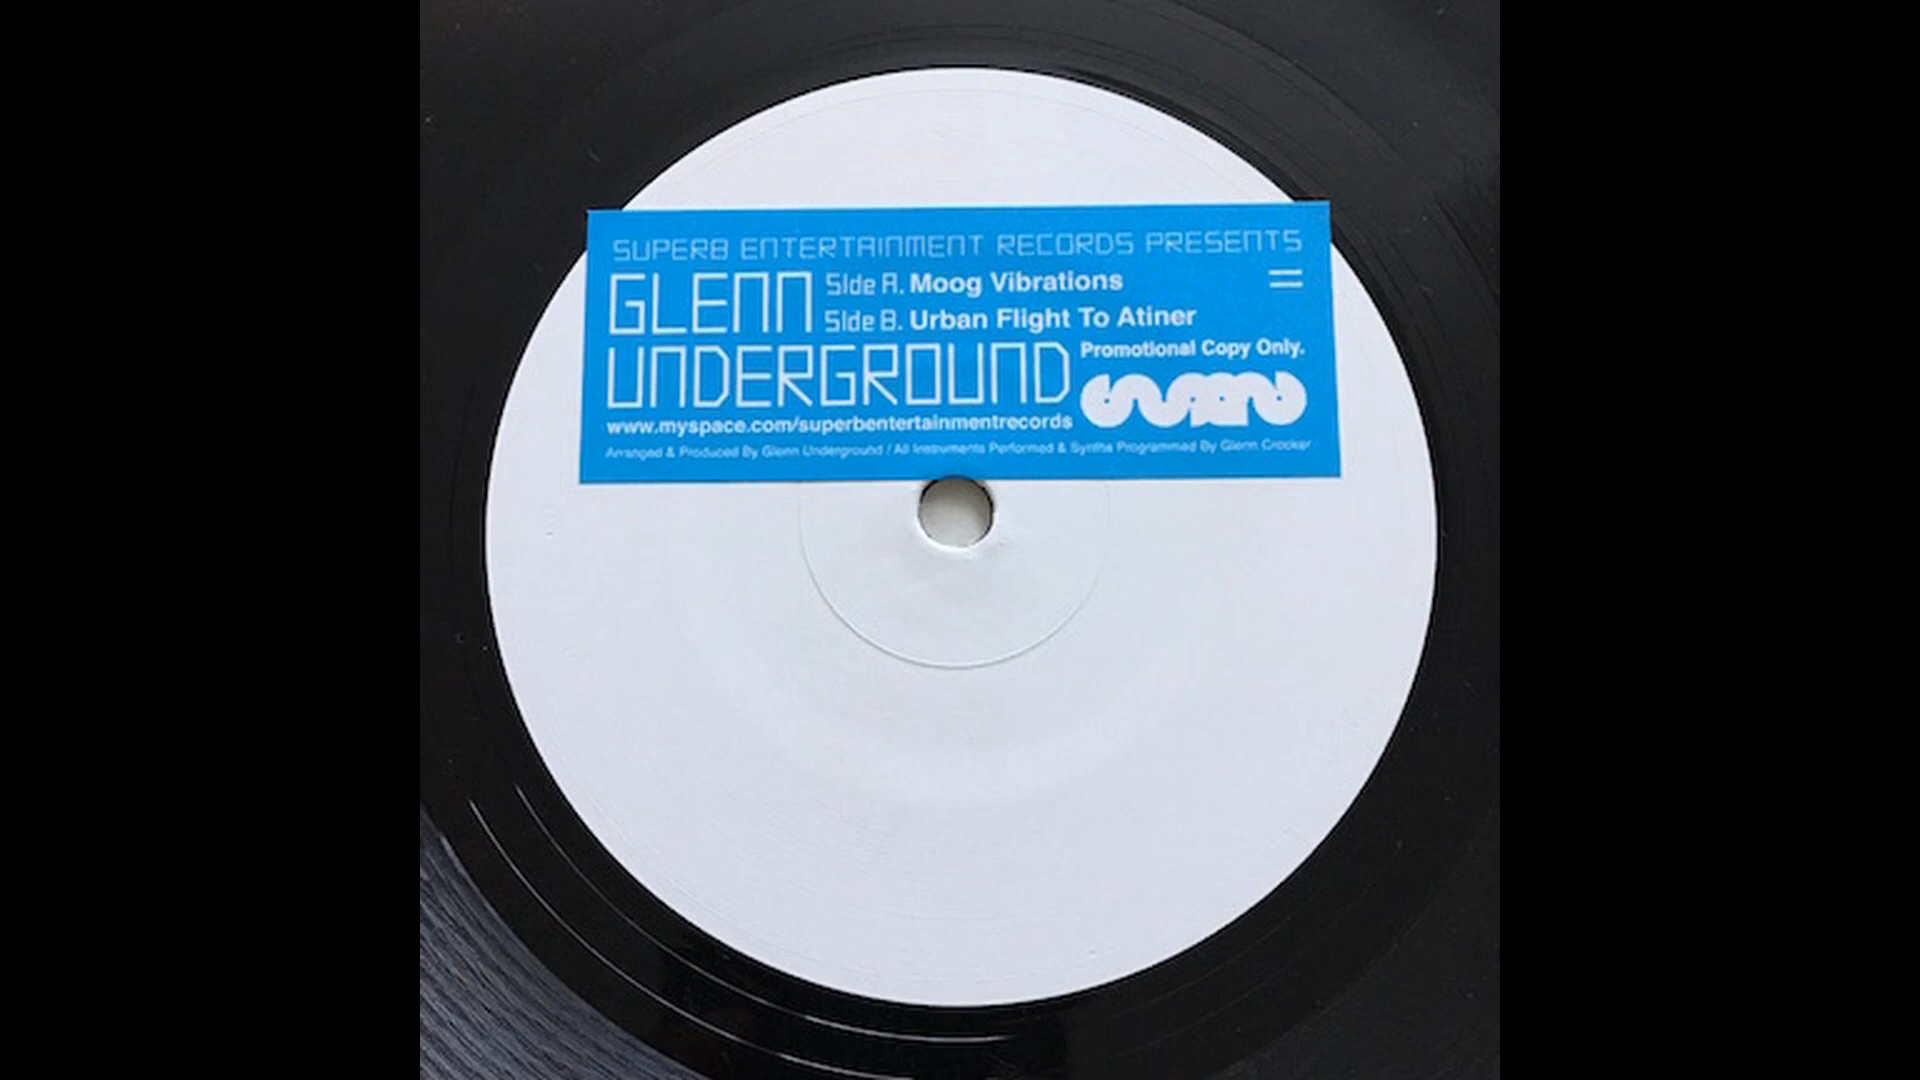 SUPERB ENTERTAINMENT RECORDS PRESENTS
GLENN
Side A. Moog Vibrations
Side B. Urban Flight To Atiner
UNDERGROUND
Promotional Copy Only.
superb
www.myspace.com/superbentertainmentrecords
Arranged & Produced By Glenn Underground / All Instruments Performed & Synths Programmed By Glenn Crocker